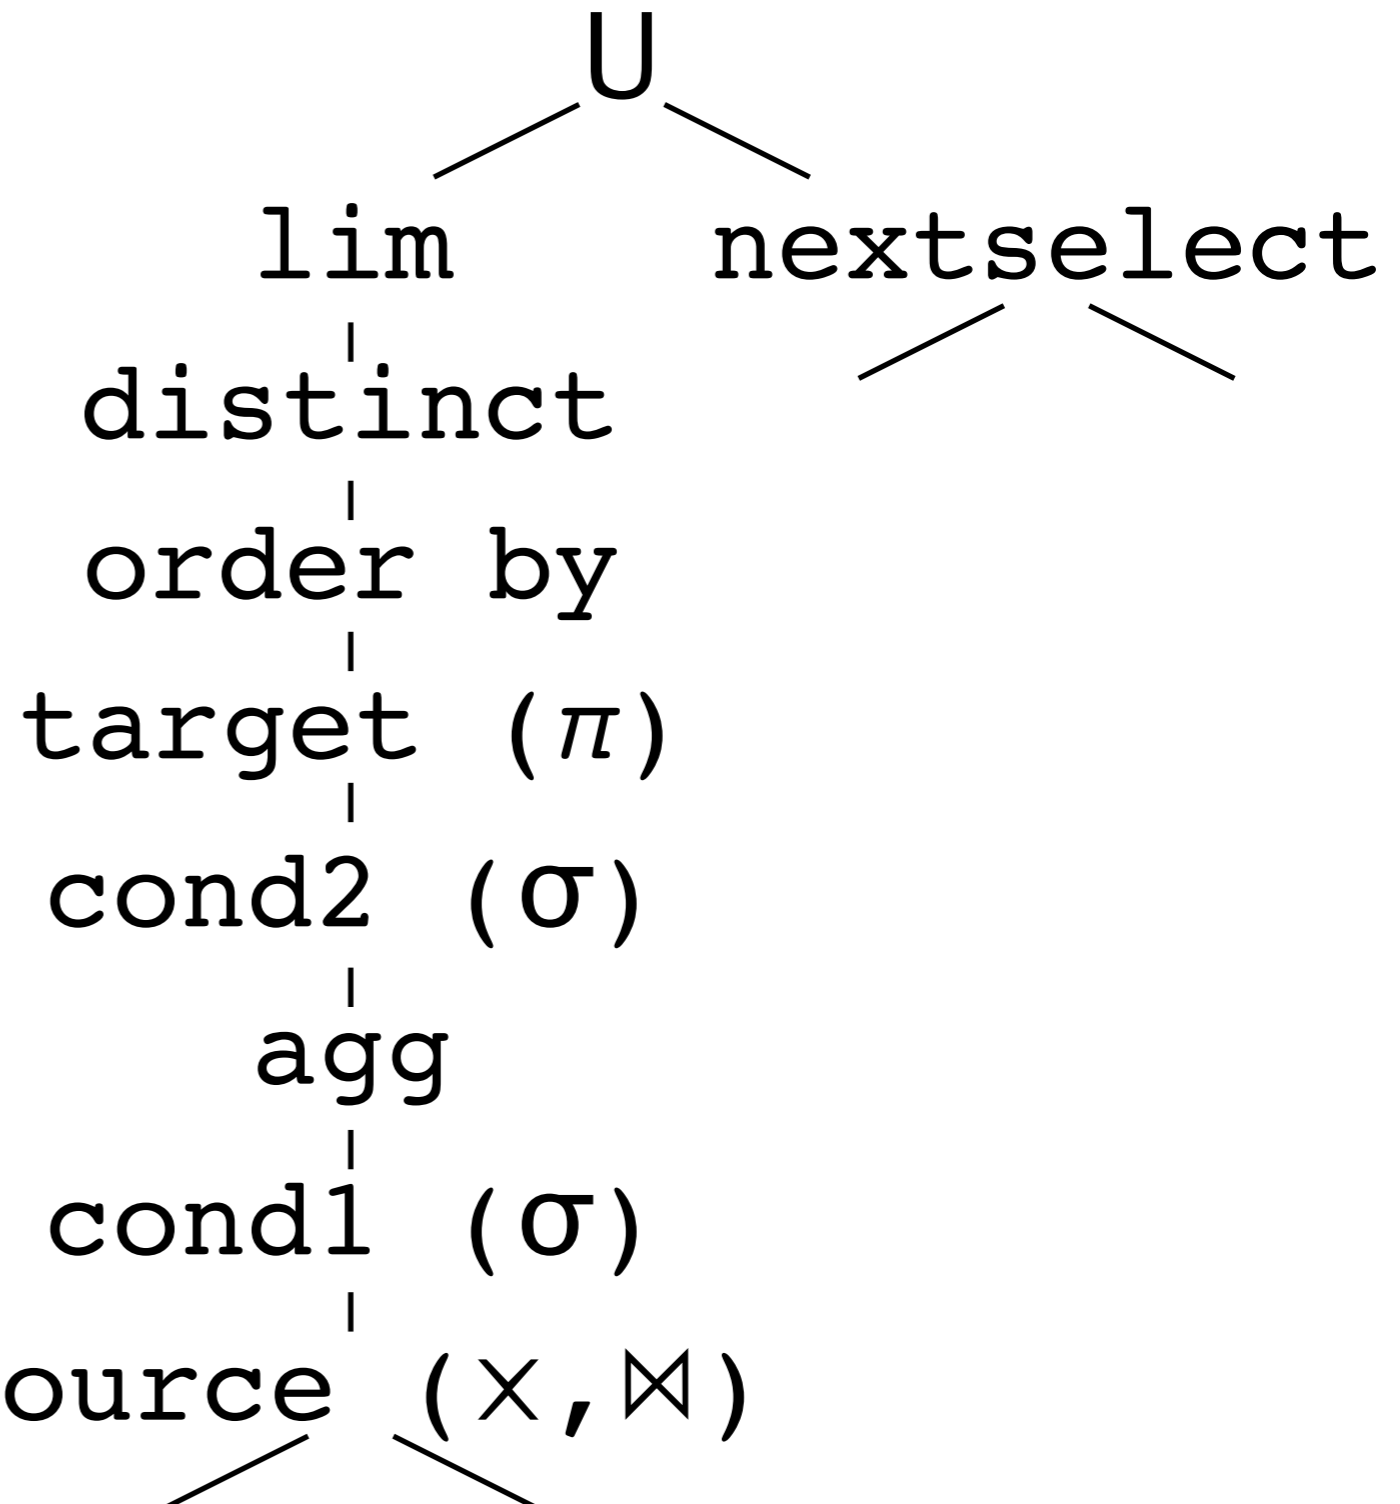 U
lim nextselect
distinct
order by
target (π)
cond2 (σ)
agg
cond1 (σ)
ource (×,⋈)